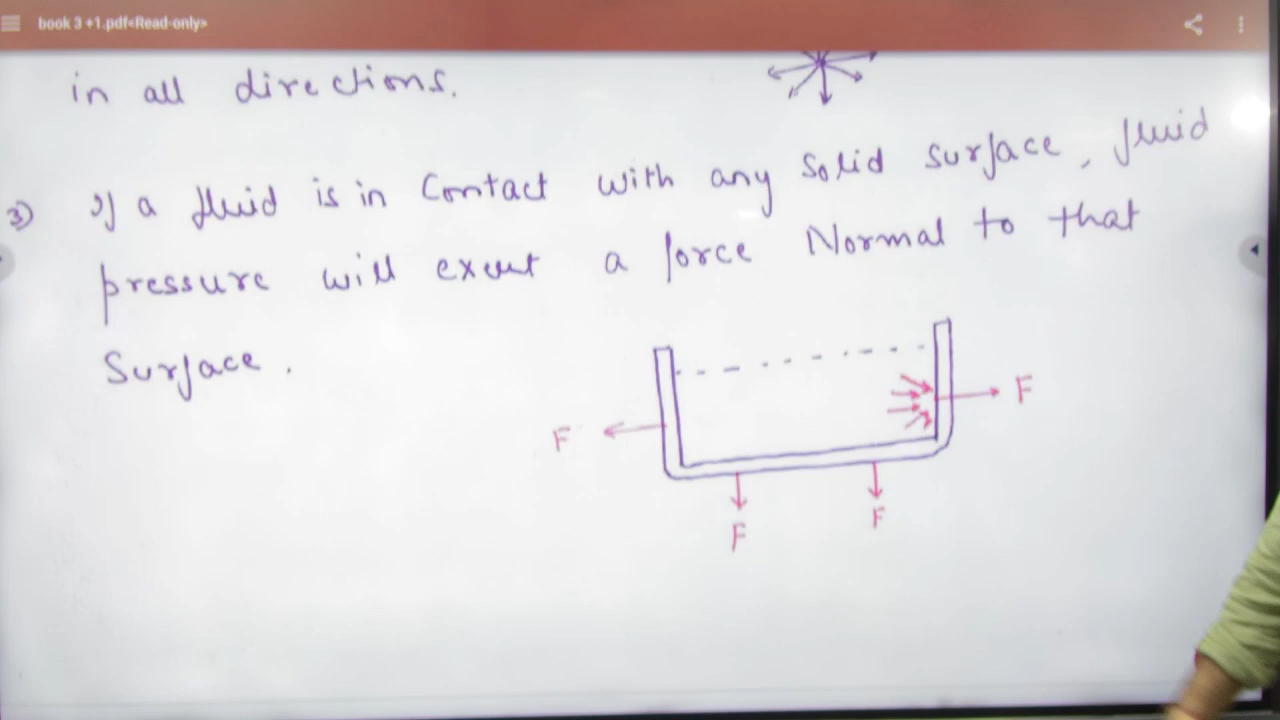 book 3 +1.pdf<Read-only>
in all directions.
3) If a fluid is in Contact with any Solid surface, fluid
pressure will exert a force Normal to that
Surface.
F
F
F
F